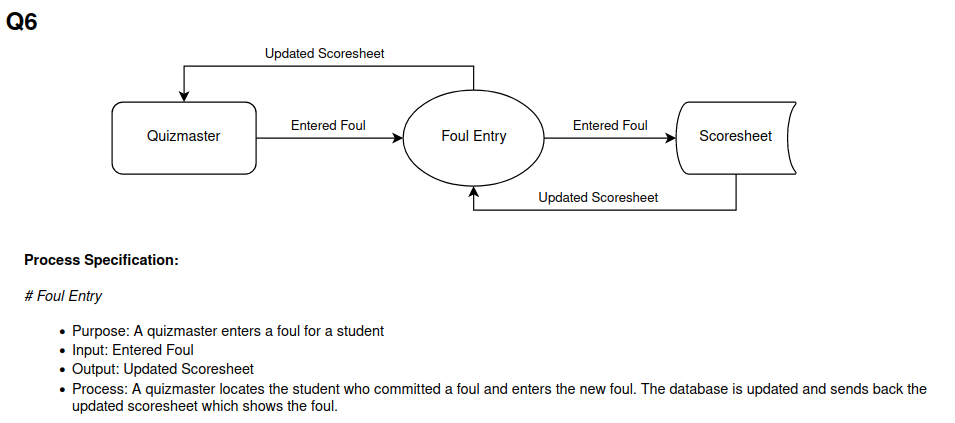 Q6
Updated Scoresheet
Quizmaster
Entered Foul
Foul Entry
Entered Foul
Scoresheet
Updated Scoresheet
Process Specification:
# Foul Entry
• Purpose: A quizmaster enters a foul for a student
• Input: Entered Foul
• Output: Updated Scoresheet
• Process: A quizmaster locates the student who committed a foul and enters the new foul. The database is updated and sends back the
updated scoresheet which shows the foul.